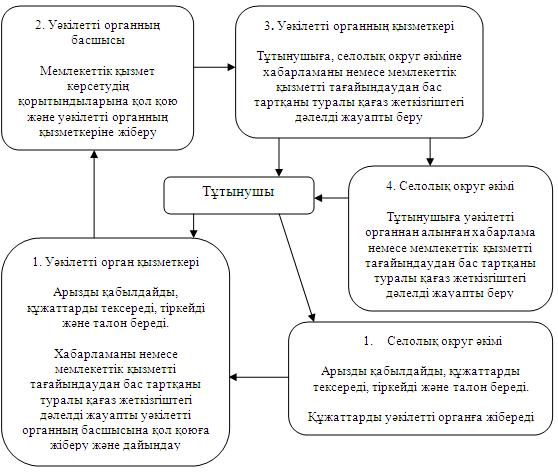 2. Уәкілетті органның
басшысы
Мемлекеттік қызмет
көрсетудің
қорытындыларына қол қою
және уәкілетті органның
қызметкеріне жіберу
3. Уәкілетті органның қызметкері
Тұтынушыға, селолық округ әкіміне
хабарламаны немесе мемлекеттік
қызметті тағайындаудан бас
тартқаны туралы қағаз жеткізгіштегі
дәлелді жауапты беру
Тұтынушы
4. Селолық округ әкімі
Тұтынушыға уәкілетті
органнан алынған хабарлама
немесе мемлекеттік қызметті
тағайындаудан бас тартқаны
туралы қағаз жеткізгіштегі
дәлелді жауапты беру
1. Уәкілетті орган қызметкері
Арызды қабылдайды,
құжаттарды тексереді, тіркейді
және талон береді.
Хабарламаны немесе
мемлекеттік қызметті
тағайындаудан бас тартқаны
туралы қағаз жеткізгіштегі
дәлелді жауапты уәкілетті
органның басшысына қол қоюға
жіберу және дайындау
1. Селолық округ әкімі
Арызды қабылдайды, құжаттарды
тексереді, тіркейді және талон береді.
Құжаттарды уәкілетті органға жібереді